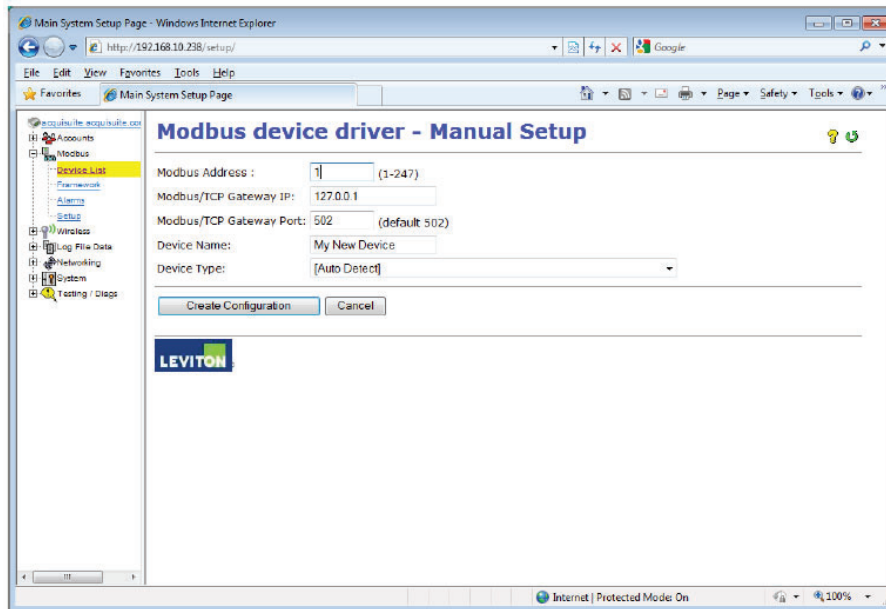 Main System Setup Page - Windows Internet Explorer
http://192.168.10.238/setup/
Google
File Edit View Favorites Tools Help
Favorites Main System Setup Page Page Safety Tools
acquisuite acquisuite.co
Accounts
Modbus
Device List
Framework
Alarms
Setup
Wireless
Log File Data
Networking
System
Testing / Diags
Modbus device driver - Manual Setup
Modbus Address : 1 (1-247)
Modbus/TCP Gateway IP: 127.0.0.1
Modbus/TCP Gateway Port: 502 (default 502)
Device Name: My New Device
Device Type: [Auto Detect]
Create Configuration Cancel
LEVITON
Internet | Protected Mode: On 100%